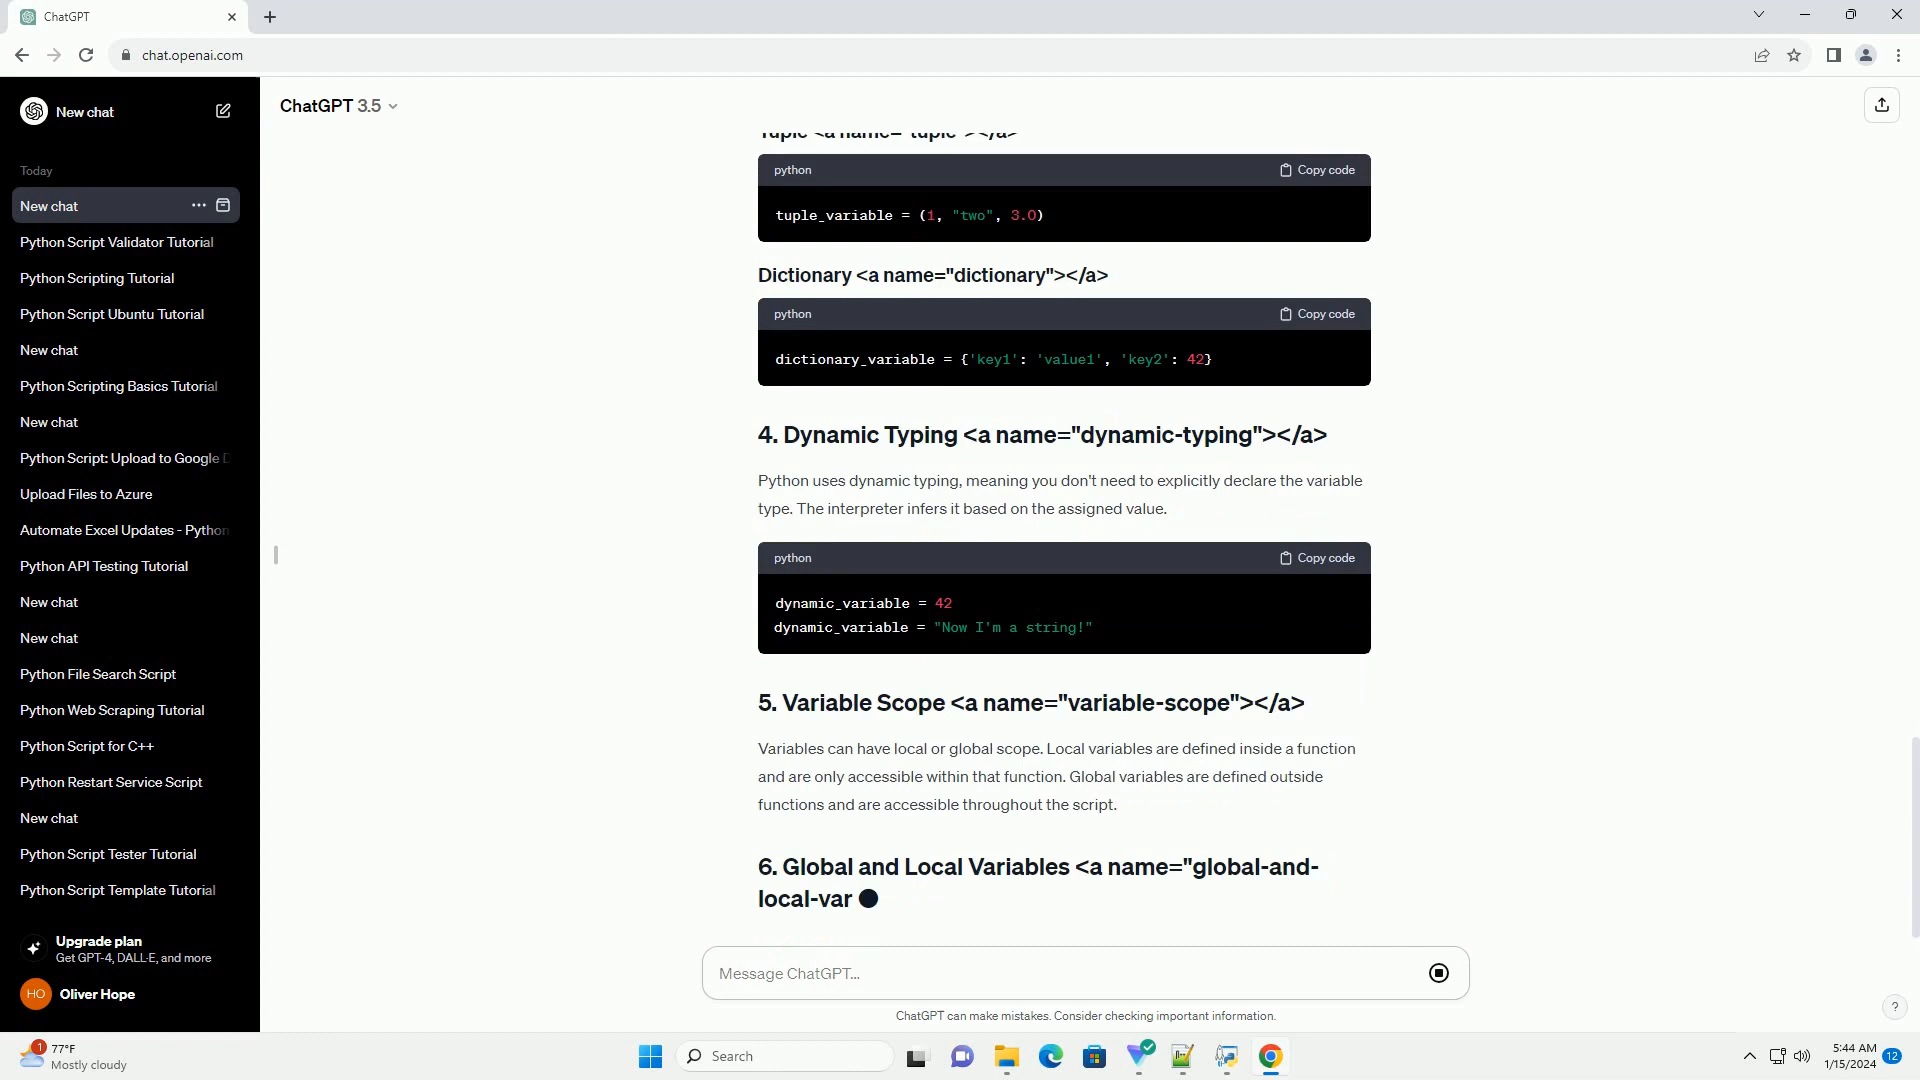 ChatGPT
chat.openai.com
New chat
ChatGPT 3.5
Today
New chat
Python Script Validator Tutorial
Python Scripting Tutorial
Python Script Ubuntu Tutorial
New chat
Python Scripting Basics Tutorial
New chat
Python Script: Upload to Google D
Upload Files to Azure
Automate Excel Updates - Python
Python API Testing Tutorial
New chat
New chat
Python File Search Script
Python Web Scraping Tutorial
Python Script for C++
Python Restart Service Script
New chat
Python Script Tester Tutorial
Python Script Template Tutorial
Upgrade plan
Get GPT-4, DALL·E, and more
HO Oliver Hope
Tuple <a name="tuple"></a>
python Copy code
tuple_variable = (1, "two", 3.0)
Dictionary <a name="dictionary"></a>
python Copy code
dictionary_variable = {'key1': 'value1', 'key2': 42}
4. Dynamic Typing <a name="dynamic-typing"></a>
Python uses dynamic typing, meaning you don't need to explicitly declare the variable
type. The interpreter infers it based on the assigned value.
python Copy code
dynamic_variable = 42
dynamic_variable = "Now I'm a string!"
5. Variable Scope <a name="variable-scope"></a>
Variables can have local or global scope. Local variables are defined inside a function
and are only accessible within that function. Global variables are defined outside
functions and are accessible throughout the script.
6. Global and Local Variables <a name="global-and-
local-var
Message ChatGPT...
ChatGPT can make mistakes. Consider checking important information.
?
1
77°F
Mostly cloudy
Search
5:44 AM
1/15/2024
12